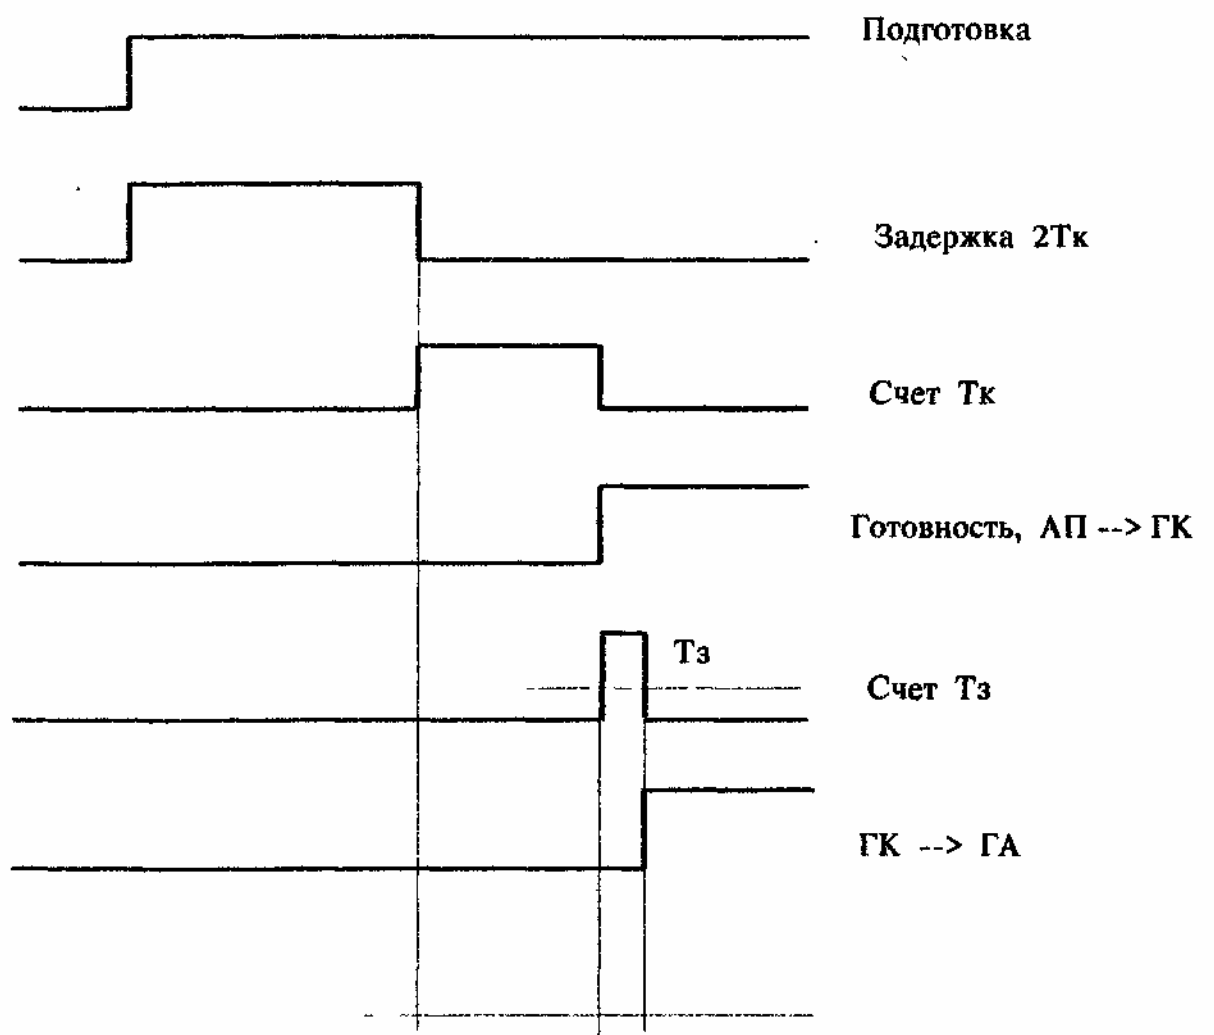 Подготовка
Задержка 2Тк
Счет Тк
Готовность, АП --> ГК
Тз
Счет Тз
ГК --> ГА